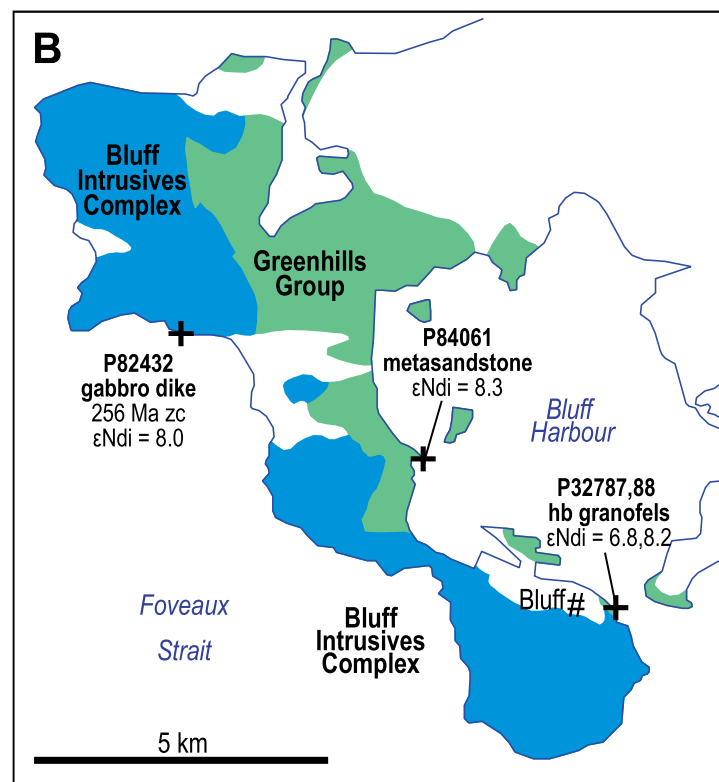 B
Bluff
Intrusives
Complex
Greenhills
Group
P82432
gabbro dike
256 Ma zc
εNdi = 8.0
P84061
metasandstone
εNdi = 8.3
Bluff
Harbour
P32787,88
hb granofels
εNdi = 6.8,8.2
Bluff #
Foveaux
Strait
Bluff
Intrusives
Complex
5 km